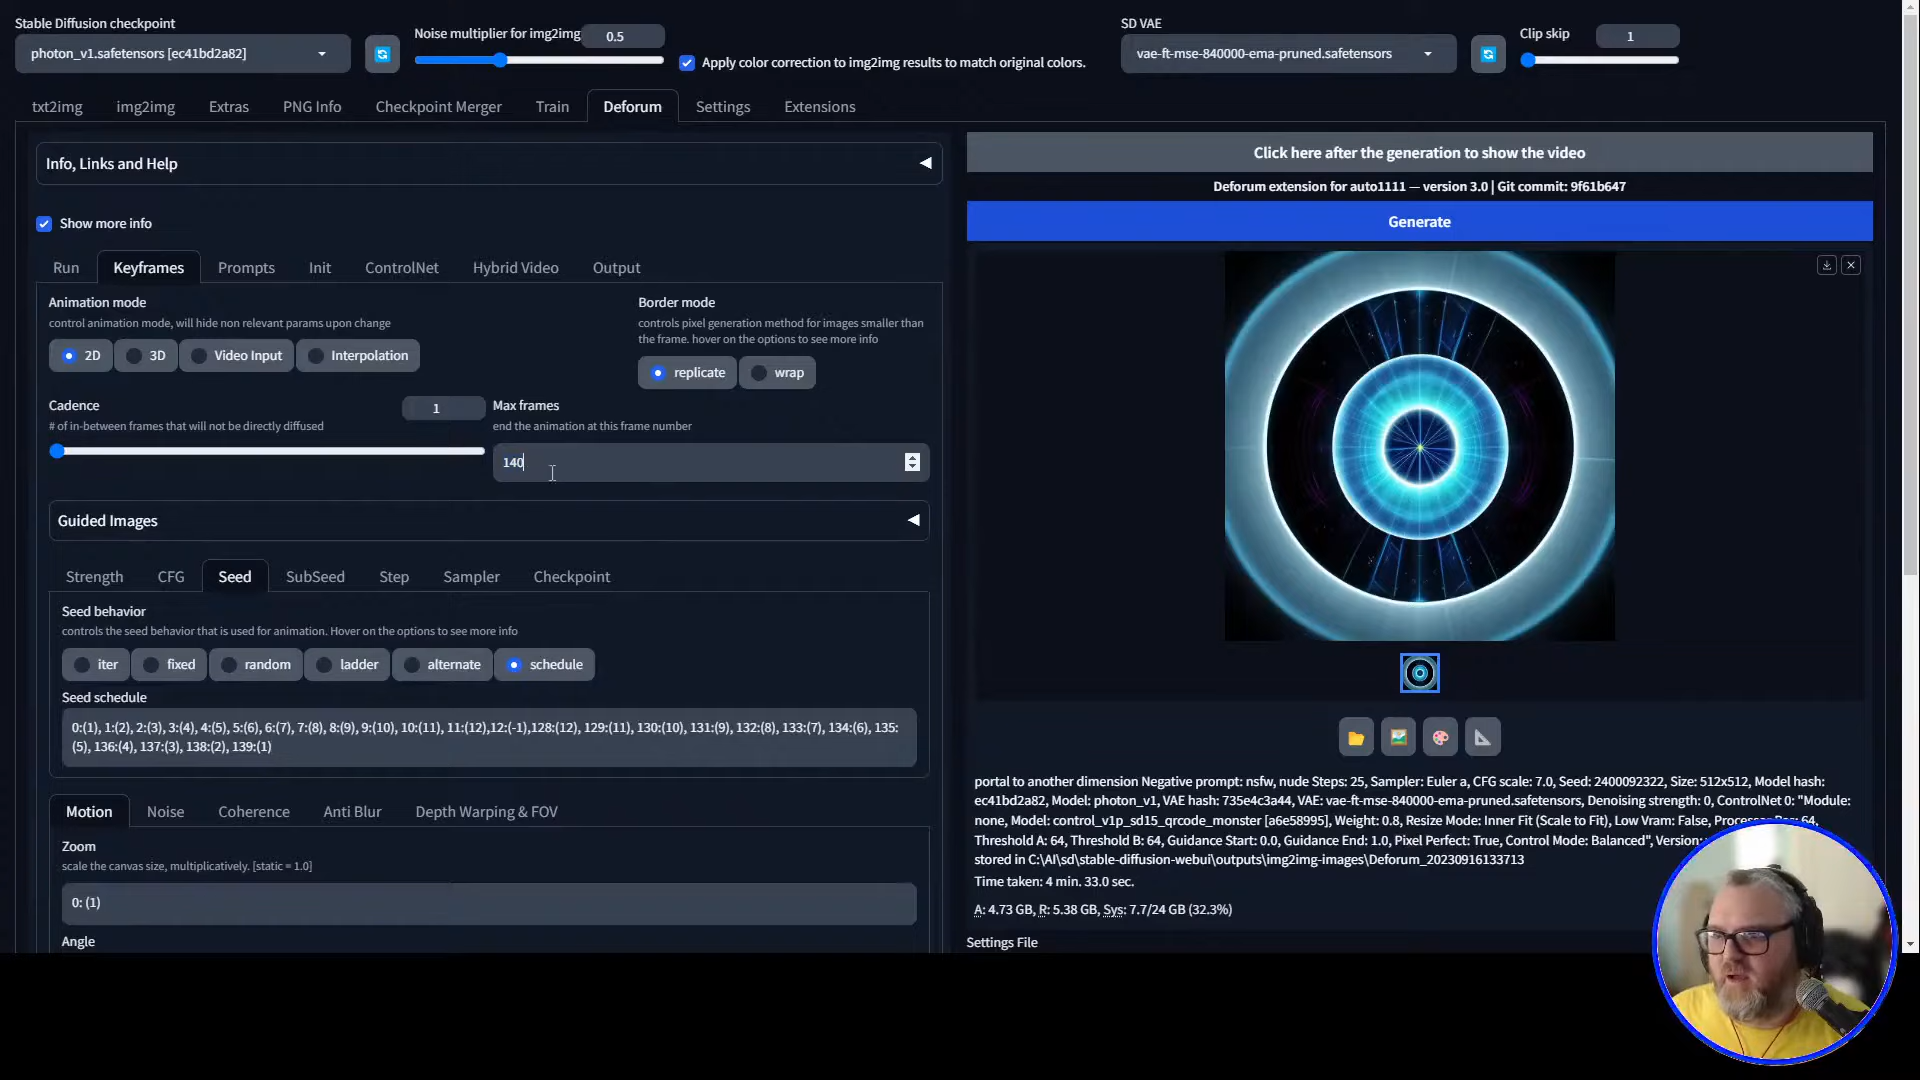 Stable Diffusion checkpoint
photon_v1.safetensors [ec41bd2a82]
Noise multiplier for img2img
0.5
Apply color correction to img2img results to match original colors.
SD VAE
vae-ft-mse-840000-ema-pruned.safetensors
Clip skip
1
txt2img
img2img
Extras
PNG Info
Checkpoint Merger
Train
Deforum
Settings
Extensions
Info, Links and Help
Show more info
Run
Keyframes
Prompts
Init
ControlNet
Hybrid Video
Output
Animation mode
control animation mode, will hide non relevant params upon change
2D
3D
Video Input
Interpolation
Border mode
controls pixel generation method for images smaller than
the frame. hover on the options to see more info
replicate
wrap
Cadence
1
# of in-between frames that will not be directly diffused
Max frames
end the animation at this frame number
140
Guided Images
Strength
CFG
Seed
SubSeed
Step
Sampler
Checkpoint
Seed behavior
controls the seed behavior that is used for animation. Hover on the options to see more info
iter
fixed
random
ladder
alternate
schedule
Seed schedule
0:(1), 1:(2), 2:(3), 3:(4), 4:(5), 5:(6), 6:(7), 7:(8), 8:(9), 9:(10), 10:(11), 11:(12),12:(-1),128:(12), 129:(11), 130:(10), 131:(9), 132:(8), 133:(7), 134:(6), 135:
(5), 136:(4), 137:(3), 138:(2), 139:(1)
Motion
Noise
Coherence
Anti Blur
Depth Warping & FOV
Zoom
scale the canvas size, multiplicatively. [static = 1.0]
0: (1)
Angle
Click here after the generation to show the video
Deforum extension for auto1111 — version 3.0 | Git commit: 9f61b647
Generate
portal to another dimension Negative prompt: nsfw, nude Steps: 25, Sampler: Euler a, CFG scale: 7.0, Seed: 2400092322, Size: 512x512, Model hash:
ec41bd2a82, Model: photon_v1, VAE hash: 735e4c3a44, VAE: vae-ft-mse-840000-ema-pruned.safetensors, Denoising strength: 0, ControlNet 0: "Module:
none, Model: control_v1p_sd15_qrcode_monster [a6e58995], Weight: 0.8, Resize Mode: Inner Fit (Scale to Fit), Low Vram: False, Processor Res: 64,
Threshold A: 64, Threshold B: 64, Guidance Start: 0.0, Guidance End: 1.0, Pixel Perfect: True, Control Mode: Balanced", Version:
stored in C:\AI\sd\stable-diffusion-webui\outputs\img2img-images\Deforum_20230916133713
Time taken: 4 min. 33.0 sec.
A: 4.73 GB, R: 5.38 GB, Sys: 7.7/24 GB (32.3%)
Settings File